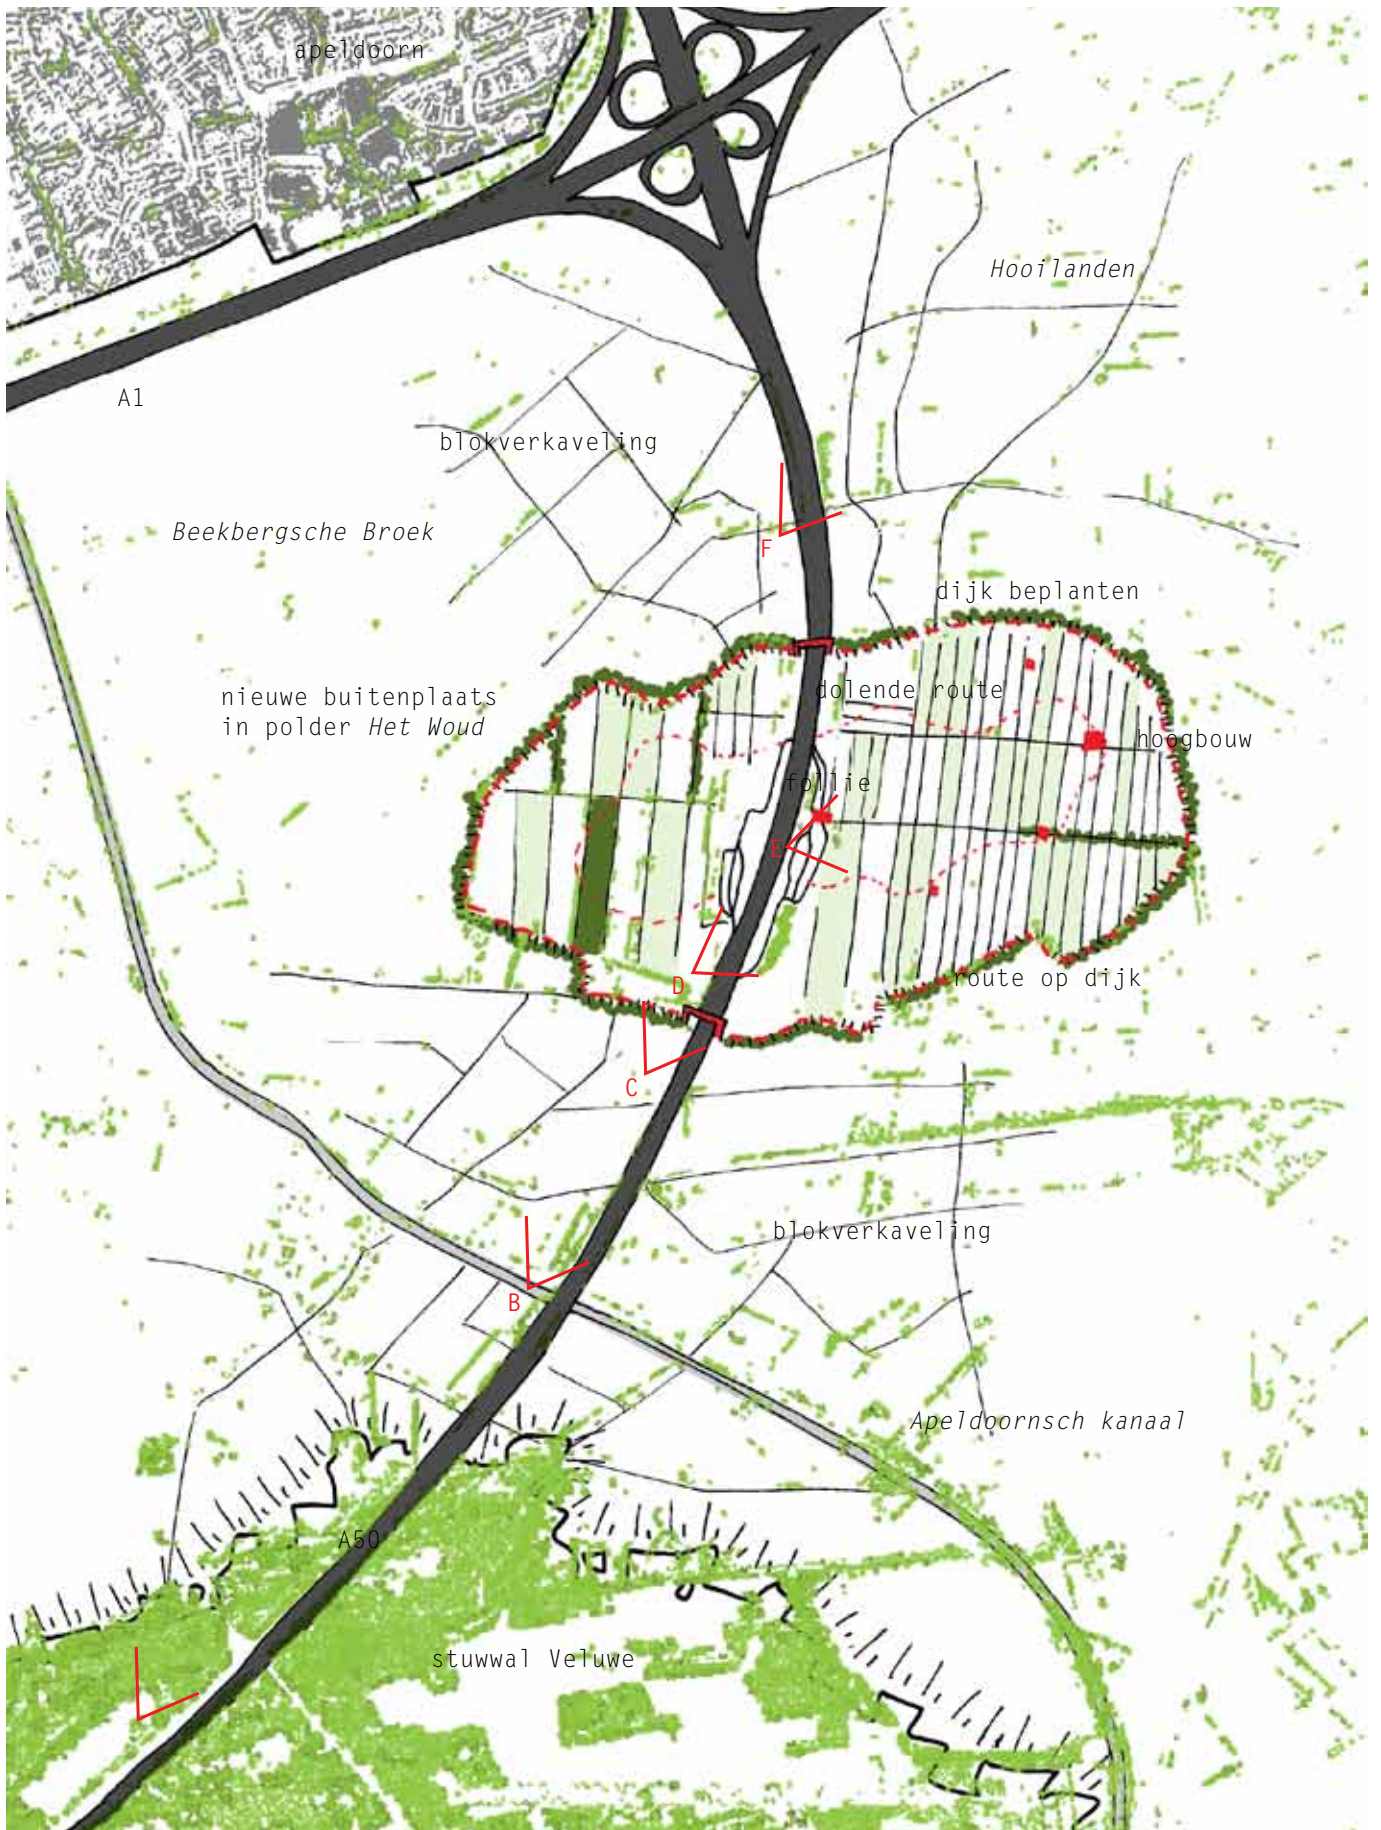 apeldoorn
Hooilanden
A1
blokverkaveling
Beekbergsche Broek
F
dijk beplanten
nieuwe buitenplaats
in polder Het Woud
dolende route
hoogbouw
follie
E
D
route op dijk
C
blokverkaveling
B
Apeldoornsch kanaal
A50
stuwwal Veluwe